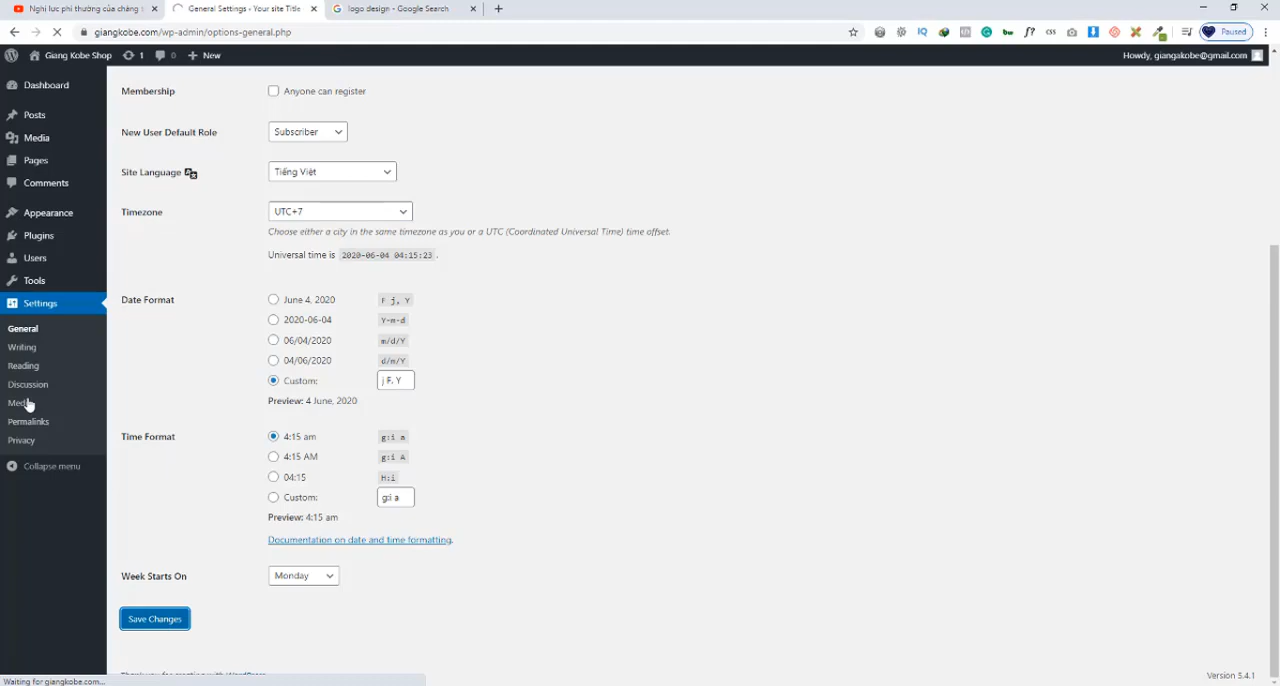 Nghị lực phi thường của chàng t
General Settings ‹ Your site Title
logo design - Google Search
giangkobe.com/wp-admin/options-general.php
Paused
Giang Kobe Shop
1
0
New
Howdy, giangakobe@gmail.com
Dashboard
Posts
Media
Pages
Comments
Appearance
Plugins
Users
Tools
Settings
General
Writing
Reading
Discussion
Permalinks
Privacy
Collapse menu
Membership
Anyone can register
New User Default Role
Subscriber
Site Language
Tiếng Việt
Timezone
UTC+7
Choose either a city in the same timezone as you or a UTC (Coordinated Universal Time) time offset.
Universal time is 2020-06-04 04:15:23 .
Date Format
June 4, 2020 F j, Y
2020-06-04 Y-m-d
06/04/2020 m/d/Y
04/06/2020 d/m/Y
Custom: j F, Y
Preview: 4 June, 2020
Time Format
4:15 am g:i a
4:15 AM g:i A
04:15 H:i
Custom: g:i a
Preview: 4:15 am
Documentation on date and time formatting.
Week Starts On
Monday
Save Changes
Thank you for creating with WordPress.
Version 5.4.1
Waiting for giangkobe.com...